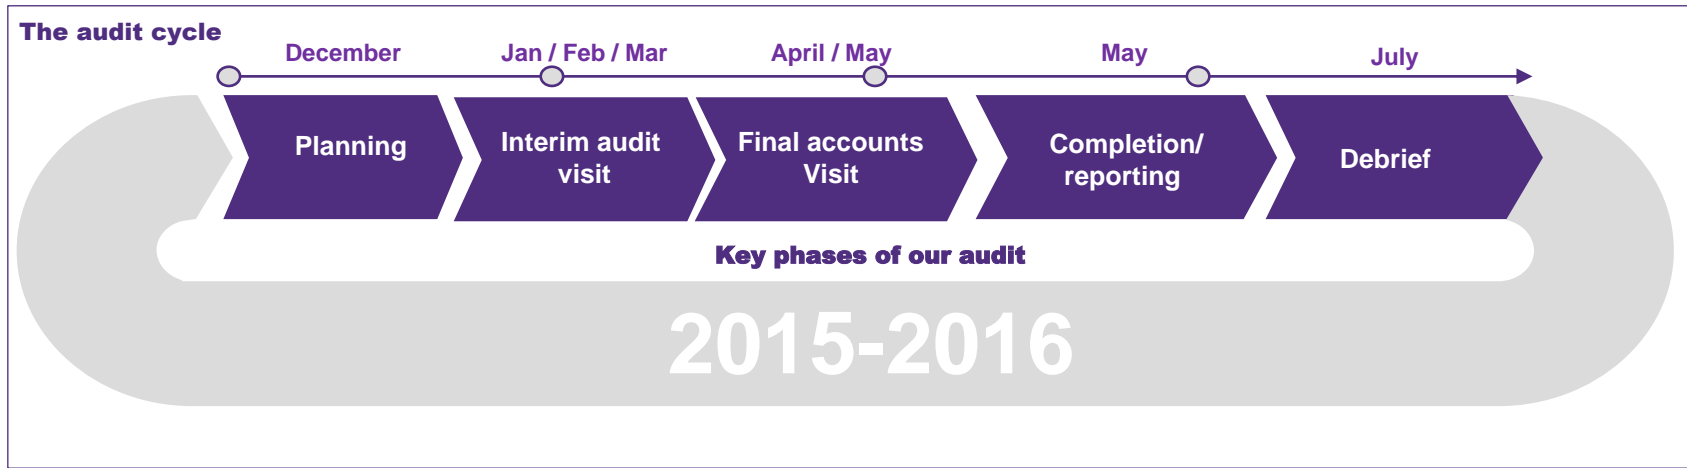 The audit cycle
December
Jan / Feb / Mar
April / May
May
July
Planning
Interim audit
visit
Final accounts
Visit
Completion/
reporting
Debrief
Key phases of our audit
2015-2016